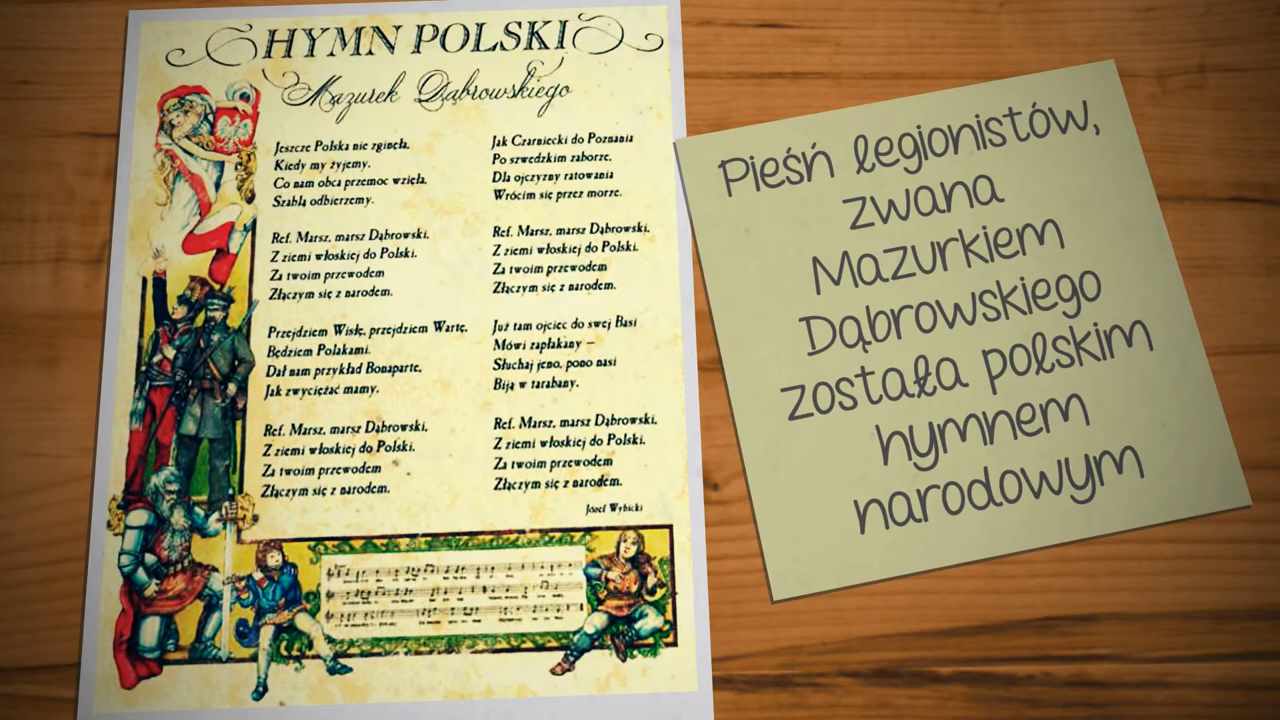 HYMN POLSKI
Mazurek Dąbrowskiego
Jeszcze Polska nie zginęła,
Kiedy my żyjemy.
Co nam obca przemoc wzięła,
Szablą odbierzemy.
Ref. Marsz, marsz Dąbrowski,
Z ziemi włoskiej do Polski.
Za twoim przewodem
Złączym się z narodem.
Przejdziem Wisłę, przejdziem Wartę,
Będziem Polakami.
Dał nam przykład Bonaparte,
Jak zwyciężać mamy.
Ref. Marsz, marsz Dąbrowski,
Z ziemi włoskiej do Polski.
Za twoim przewodem
Złączym się z narodem.
Jak Czarniecki do Poznania
Po szwedzkim zaborze,
Dla ojczyzny ratowania
Wrócim się przez morze.
Ref. Marsz, marsz Dąbrowski,
Z ziemi włoskiej do Polski.
Za twoim przewodem
Złączym się z narodem.
Już tam ojciec do swej Basi
Mówi zapłakany —
Słuchaj jeno, pono nasi
Biją w tarabany.
Ref. Marsz, marsz Dąbrowski,
Z ziemi włoskiej do Polski.
Za twoim przewodem
Złączym się z narodem.
Józef Wybicki
Pieśń legionistów,
zwana
Mazurkiem
Dąbrowskiego
została polskim
hymnem
narodowym